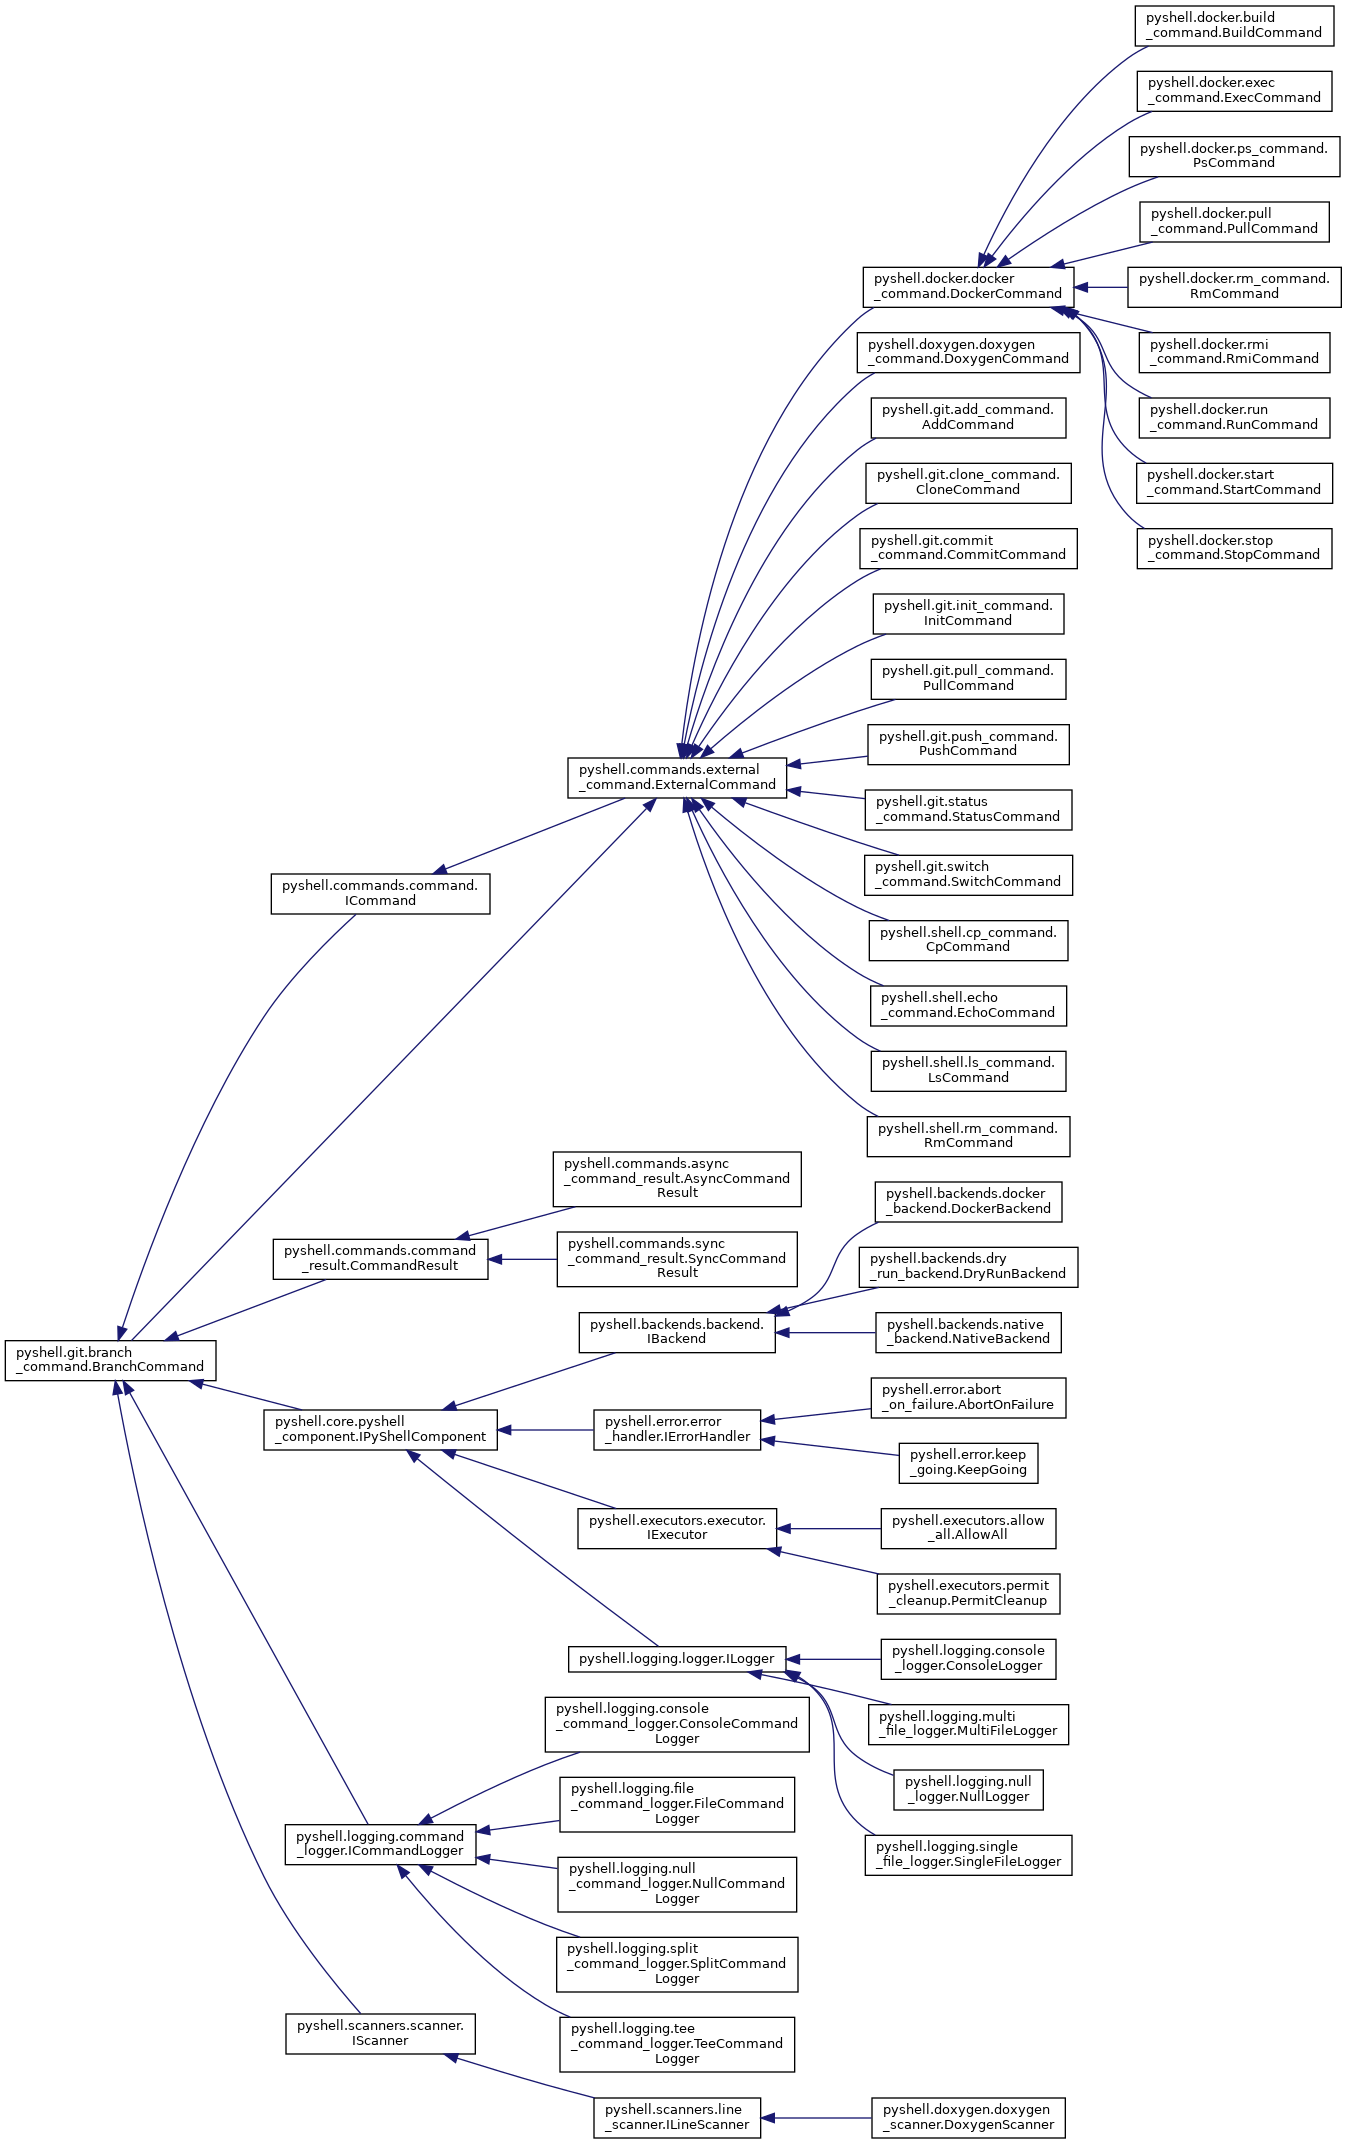 pyshell.docker.build
_command.BuildCommand
pyshell.docker.exec
_command.ExecCommand
pyshell.docker.ps_command.
PsCommand
pyshell.docker.pull
_command.PullCommand
pyshell.docker.docker
_command.DockerCommand
pyshell.docker.rm_command.
RmCommand
pyshell.doxygen.doxygen
_command.DoxygenCommand
pyshell.docker.rmi
_command.RmiCommand
pyshell.git.add_command.
AddCommand
pyshell.docker.run
_command.RunCommand
pyshell.git.clone_command.
CloneCommand
pyshell.docker.start
_command.StartCommand
pyshell.git.commit
_command.CommitCommand
pyshell.docker.stop
_command.StopCommand
pyshell.git.init_command.
InitCommand
pyshell.git.pull_command.
PullCommand
pyshell.git.push_command.
PushCommand
pyshell.commands.external
_command.ExternalCommand
pyshell.git.status
_command.StatusCommand
pyshell.git.switch
_command.SwitchCommand
pyshell.commands.command.
ICommand
pyshell.shell.cp_command.
CpCommand
pyshell.shell.echo
_command.EchoCommand
pyshell.shell.ls_command.
LsCommand
pyshell.shell.rm_command.
RmCommand
pyshell.commands.async
_command_result.AsyncCommand
Result
pyshell.backends.docker
_backend.DockerBackend
pyshell.commands.command
_result.CommandResult
pyshell.commands.sync
_command_result.SyncCommand
Result
pyshell.backends.dry
_run_backend.DryRunBackend
pyshell.backends.backend.
IBackend
pyshell.backends.native
_backend.NativeBackend
pyshell.git.branch
_command.BranchCommand
pyshell.error.abort
_on_failure.AbortOnFailure
pyshell.core.pyshell
_component.IPyShellComponent
pyshell.error.error
_handler.IErrorHandler
pyshell.error.keep
_going.KeepGoing
pyshell.executors.executor.
IExecutor
pyshell.executors.allow
_all.AllowAll
pyshell.executors.permit
_cleanup.PermitCleanup
pyshell.logging.logger.ILogger
pyshell.logging.console
_logger.ConsoleLogger
pyshell.logging.console
_command_logger.ConsoleCommand
Logger
pyshell.logging.multi
_file_logger.MultiFileLogger
pyshell.logging.file
_command_logger.FileCommand
Logger
pyshell.logging.null
_logger.NullLogger
pyshell.logging.command
_logger.ICommandLogger
pyshell.logging.single
_file_logger.SingleFileLogger
pyshell.logging.null
_command_logger.NullCommand
Logger
pyshell.logging.split
_command_logger.SplitCommand
Logger
pyshell.scanners.scanner.
IScanner
pyshell.logging.tee
_command_logger.TeeCommand
Logger
pyshell.scanners.line
_scanner.ILineScanner
pyshell.doxygen.doxygen
_scanner.DoxygenScanner